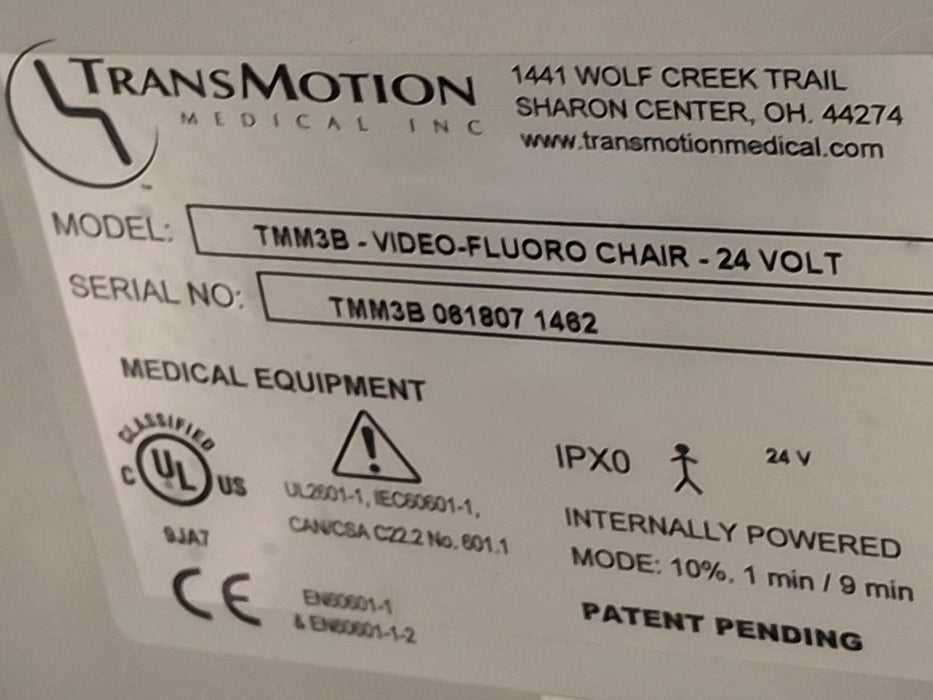 TRANSMOTION
MEDICAL INC
1441 WOLF CREEK TRAIL
SHARON CENTER, OH. 44274
www.transmotionmedical.com
MODEL: TMM3B - VIDEO-FLUORO CHAIR - 24 VOLT
SERIAL NO: TMM3B 061807 1462
MEDICAL EQUIPMENT
CLASSIFIED
C UL US
9JA7
UL2601-1, IEC60601-1,
CAN/CSA C22.2 No. 601.1
CE
EN60601-1
& EN60601-1-2
IPX0 24 V
INTERNALLY POWERED
MODE: 10%. 1 min / 9 min
PATENT PENDING